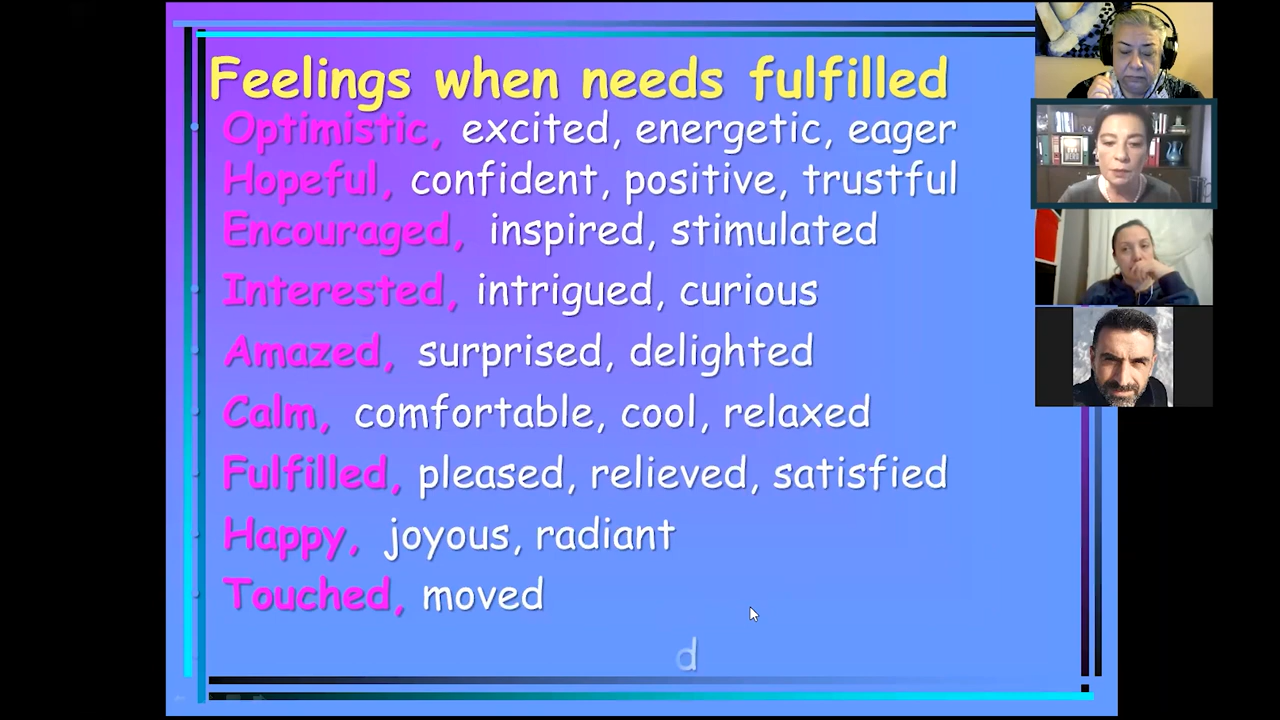 Feelings when needs fulfilled
Optimistic, excited, energetic, eager
Hopeful, confident, positive, trustful
Encouraged, inspired, stimulated
Interested, intrigued, curious
Amazed, surprised, delighted
Calm, comfortable, cool, relaxed
Fulfilled, pleased, relieved, satisfied
Happy, joyous, radiant
Touched, moved
d